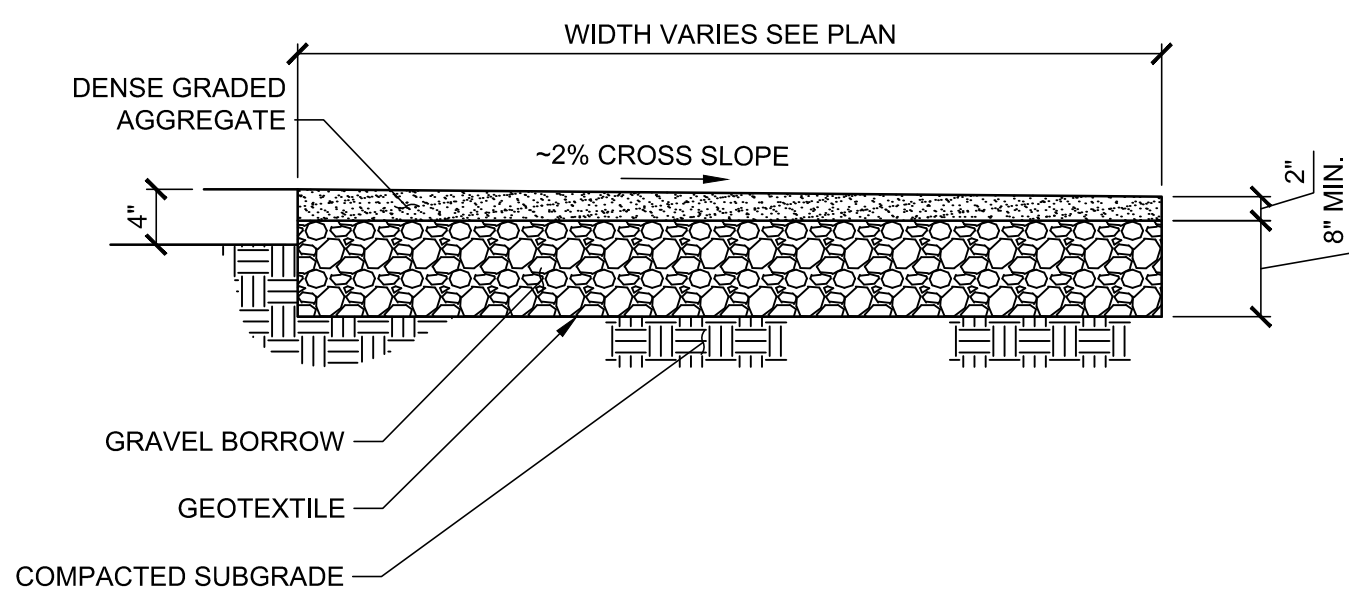 WIDTH VARIES SEE PLAN
DENSE GRADED
AGGREGATE
~2% CROSS SLOPE
4"
2"
8" MIN.
GRAVEL BORROW
GEOTEXTILE
COMPACTED SUBGRADE